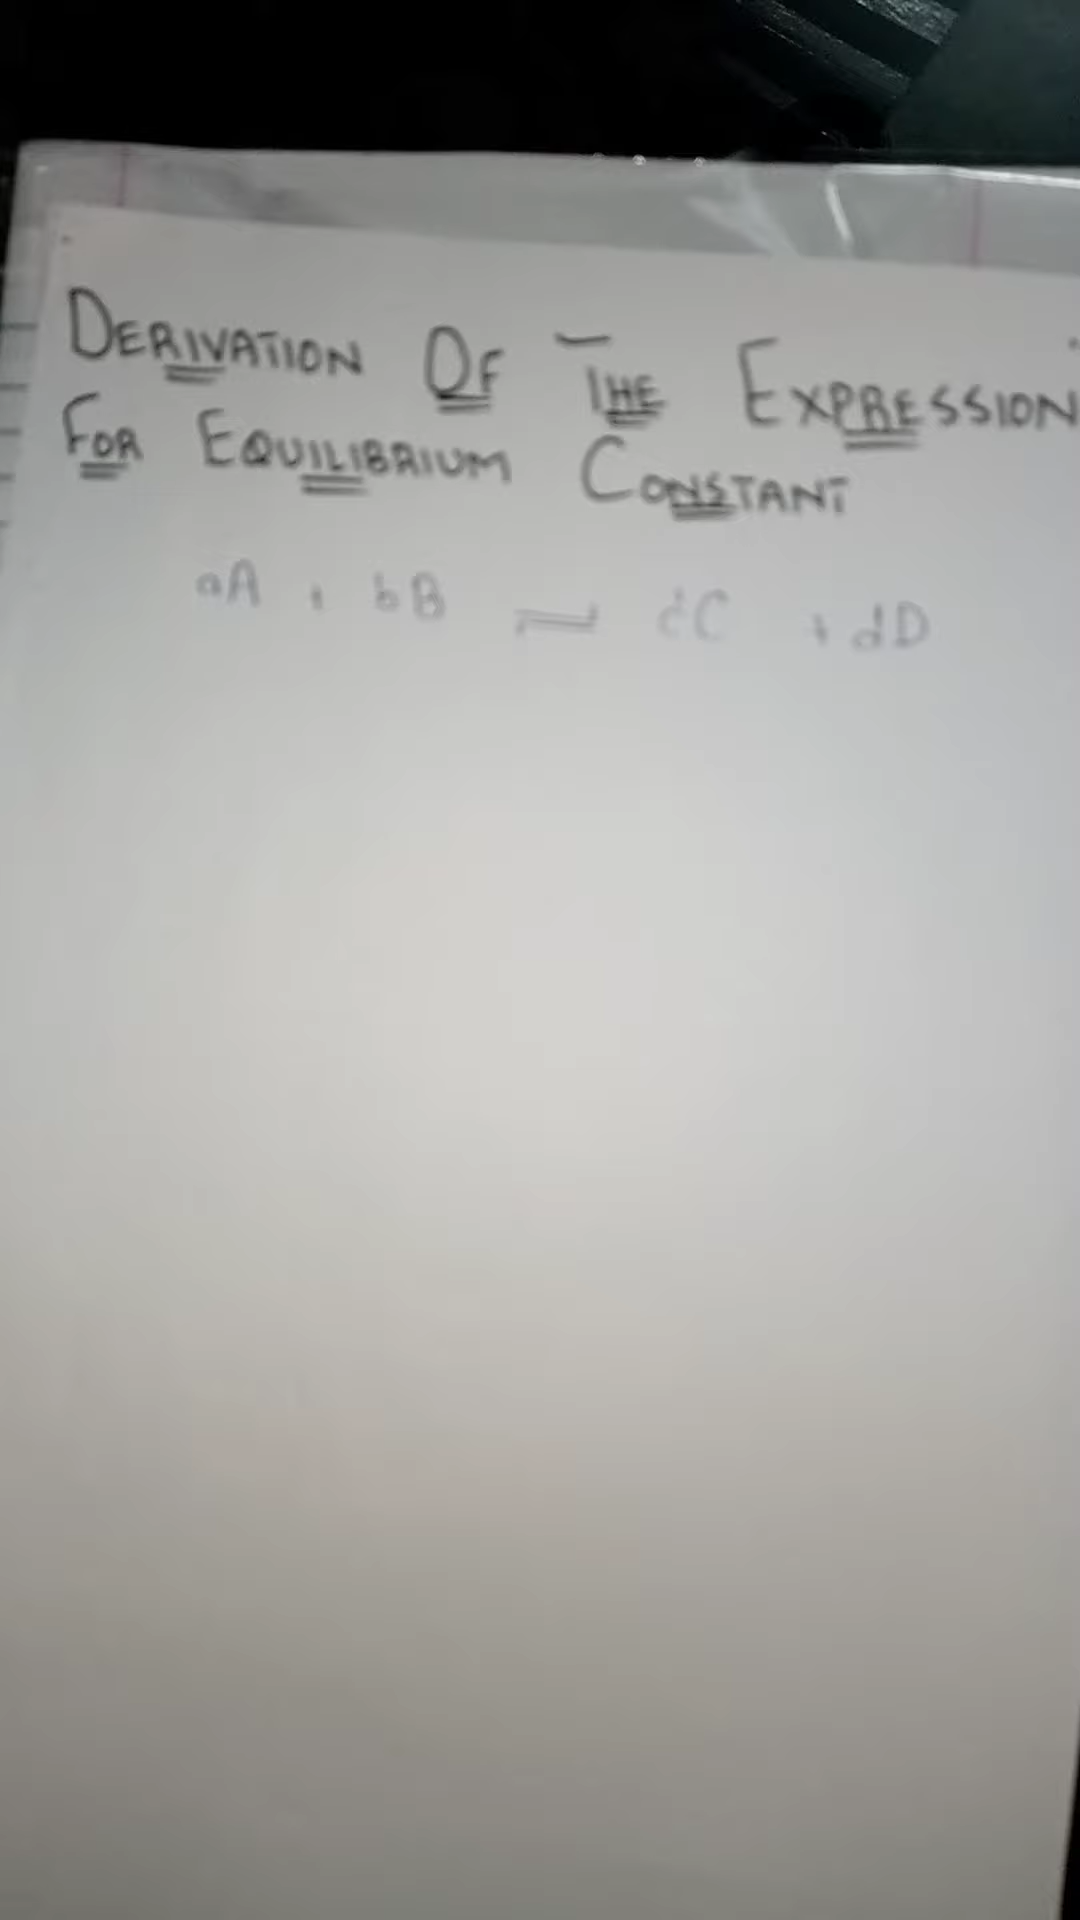 DERIVATION OF THE EXPRESSION
FOR EQUILIBRIUM CONSTANT
aA + bB ⇌ cC + dD